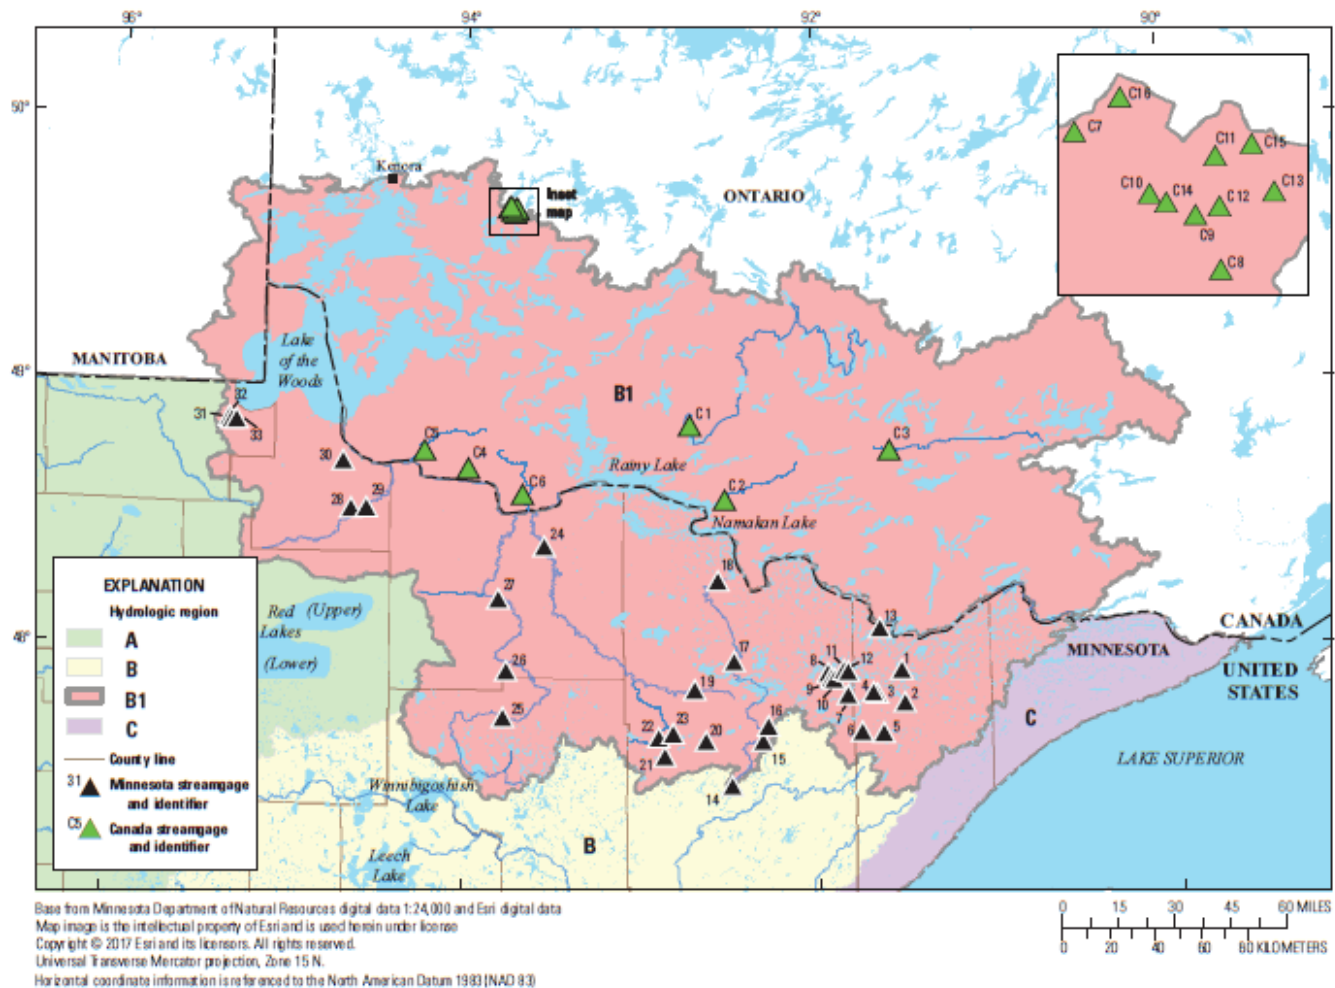 96°
94°
92°
90°
50°
49°
48°
Kenora
Inset
map
ONTARIO
C16
C7
C11
C15
C10
C14
C12
C13
C9
C8
MANITOBA
Lake
of the
Woods
B1
32
31
33
30
28
29
C5
C4
C6
C1
C3
C2
Rainy Lake
Namakan Lake
24
18
27
13
26
17
11
12
8
9
10
7
4
3
1
2
6
5
25
19
22
23
20
21
16
15
14
Red (Upper)
Lakes
(Lower)
CANADA
MINNESOTA
UNITED
STATES
C
LAKE SUPERIOR
Winnibigoshish
Lake
Leech
Lake
B
EXPLANATION
Hydrologic region
A
B
B1
C
County line
31 Minnesota streamgage
and identifier
C5 Canada streamgage
and identifier
0 15 30 45 60 MILES
0 20 40 60 80 KILOMETERS
Base from Minnesota Department of Natural Resources digital data 1:24,000 and Esri digital data
Map image is the intellectual property of Esri and is used herein under license
Copyright © 2017 Esri and its licensors. All rights reserved.
Universal Transverse Mercator projection, Zone 15 N.
Horizontal coordinate information is referenced to the North American Datum 1983 (NAD 83)